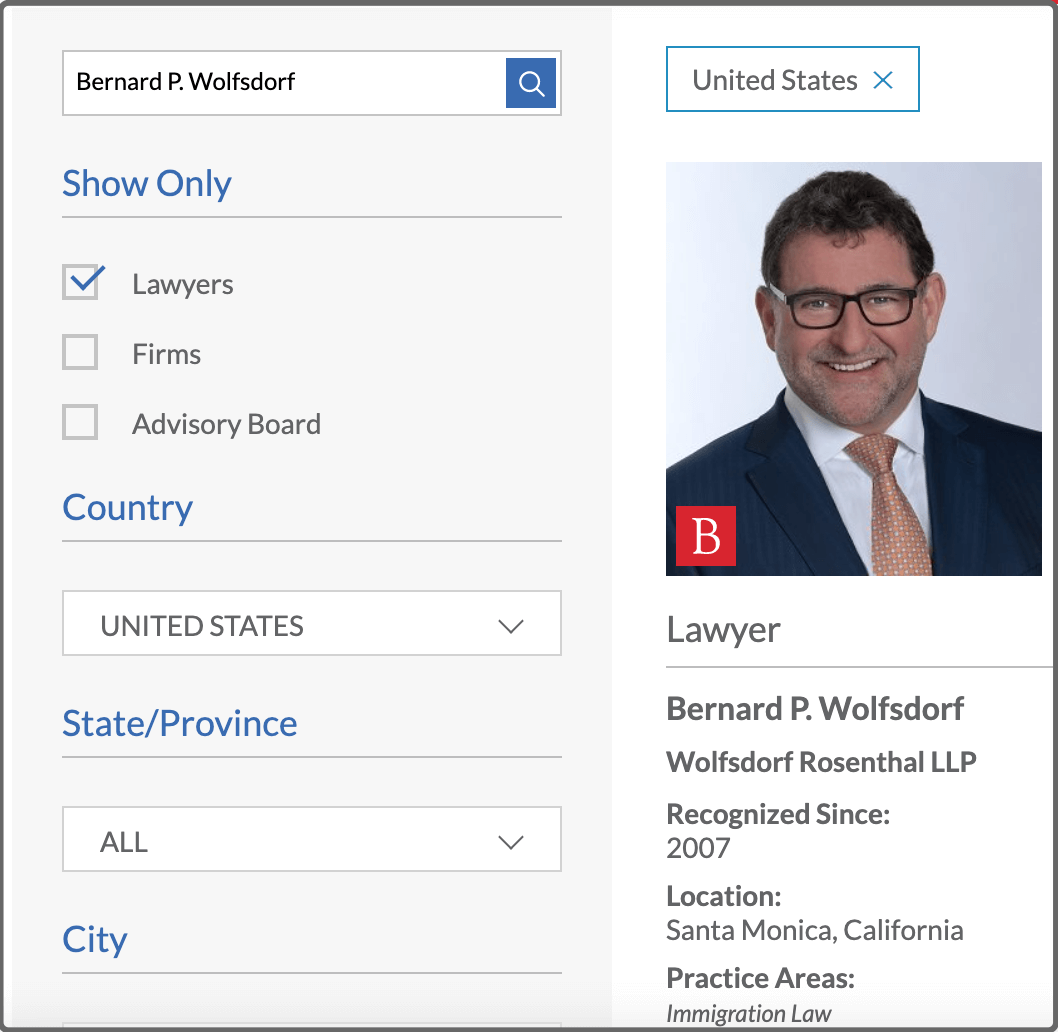 Bernard P. Wolfsdorf
Show Only
Lawyers
Firms
Advisory Board
Country
UNITED STATES
State/Province
ALL
City
United States
B
Lawyer
Bernard P. Wolfsdorf
Wolfsdorf Rosenthal LLP
Recognized Since:
2007
Location:
Santa Monica, California
Practice Areas:
Immigration Law